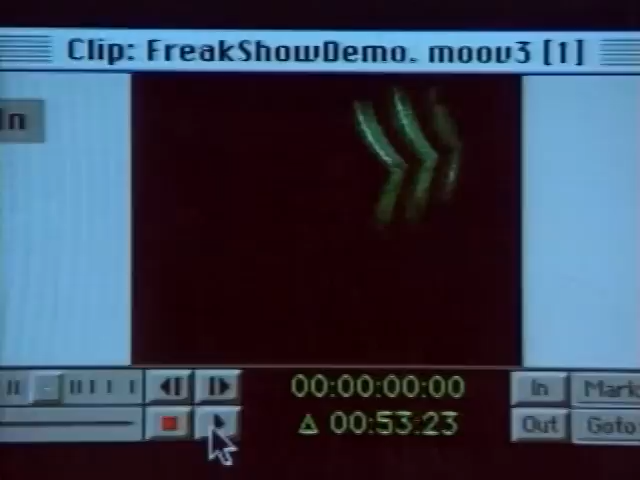 Clip: FreakShowDemo. moov3 [1]
In
00:00:00:00
In
Mark
Δ 00:53:23
Out
Goto